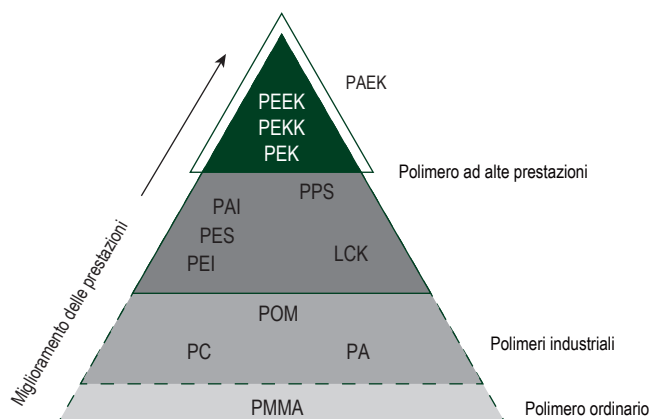 PAEK
PEEK
PEKK
PEK
Polimero ad alte prestazioni
PPS
PAI
PES
PEI
LCK
Miglioramento delle prestazioni
POM
PC
PA
Polimeri industriali
PMMA
Polimero ordinario